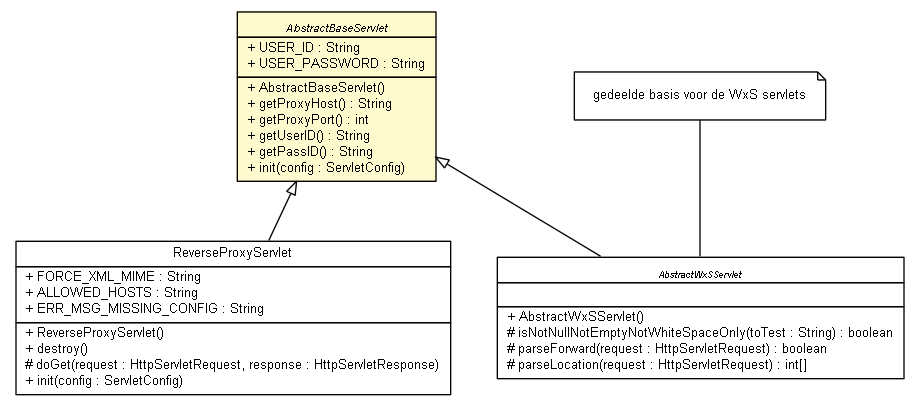 AbstractBaseServlet
+ USER_ID : String
+ USER_PASSWORD : String
+ AbstractBaseServlet()
+ getProxyHost() : String
+ getProxyPort() : int
+ getUserID() : String
+ getPassID() : String
+ init(config : ServletConfig)
gedeelde basis voor de WxS servlets
ReverseProxyServlet
+ FORCE_XML_MIME : String
+ ALLOWED_HOSTS : String
+ ERR_MSG_MISSING_CONFIG : String
+ ReverseProxyServlet()
+ destroy()
# doGet(request : HttpServletRequest, response : HttpServletResponse)
+ init(config : ServletConfig)
AbstractWxSServlet
+ AbstractWxSServlet()
# isNotNullNotEmptyNotWhiteSpaceOnly(toTest : String) : boolean
# parseForward(request : HttpServletRequest) : boolean
# parseLocation(request : HttpServletRequest) : int[]